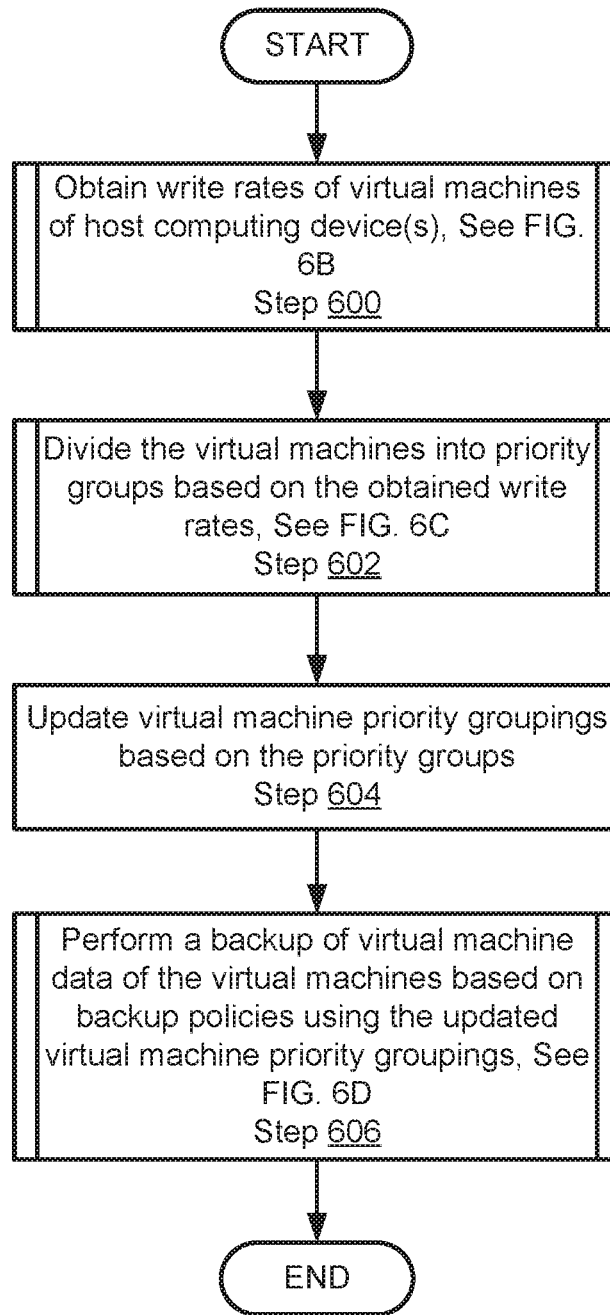 START
Obtain write rates of virtual machines
of host computing device(s), See FIG.
6B
Step 600
Divide the virtual machines into priority
groups based on the obtained write
rates, See FIG. 6C
Step 602
Update virtual machine priority groupings
based on the priority groups
Step 604
Perform a backup of virtual machine
data of the virtual machines based on
backup policies using the updated
virtual machine priority groupings, See
FIG. 6D
Step 606
END